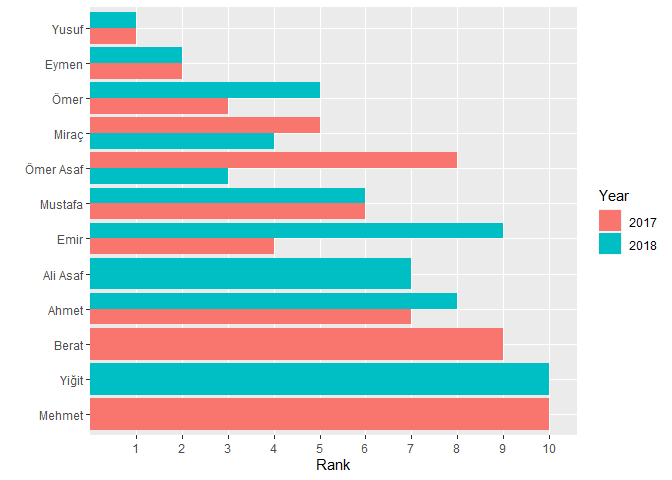 Yusuf
Eymen
Ömer
Miraç
Ömer Asaf
Mustafa
Emir
Ali Asaf
Ahmet
Berat
Yiğit
Mehmet
1 2 3 4 5 6 7 8 9 10
Rank
Year
2017
2018